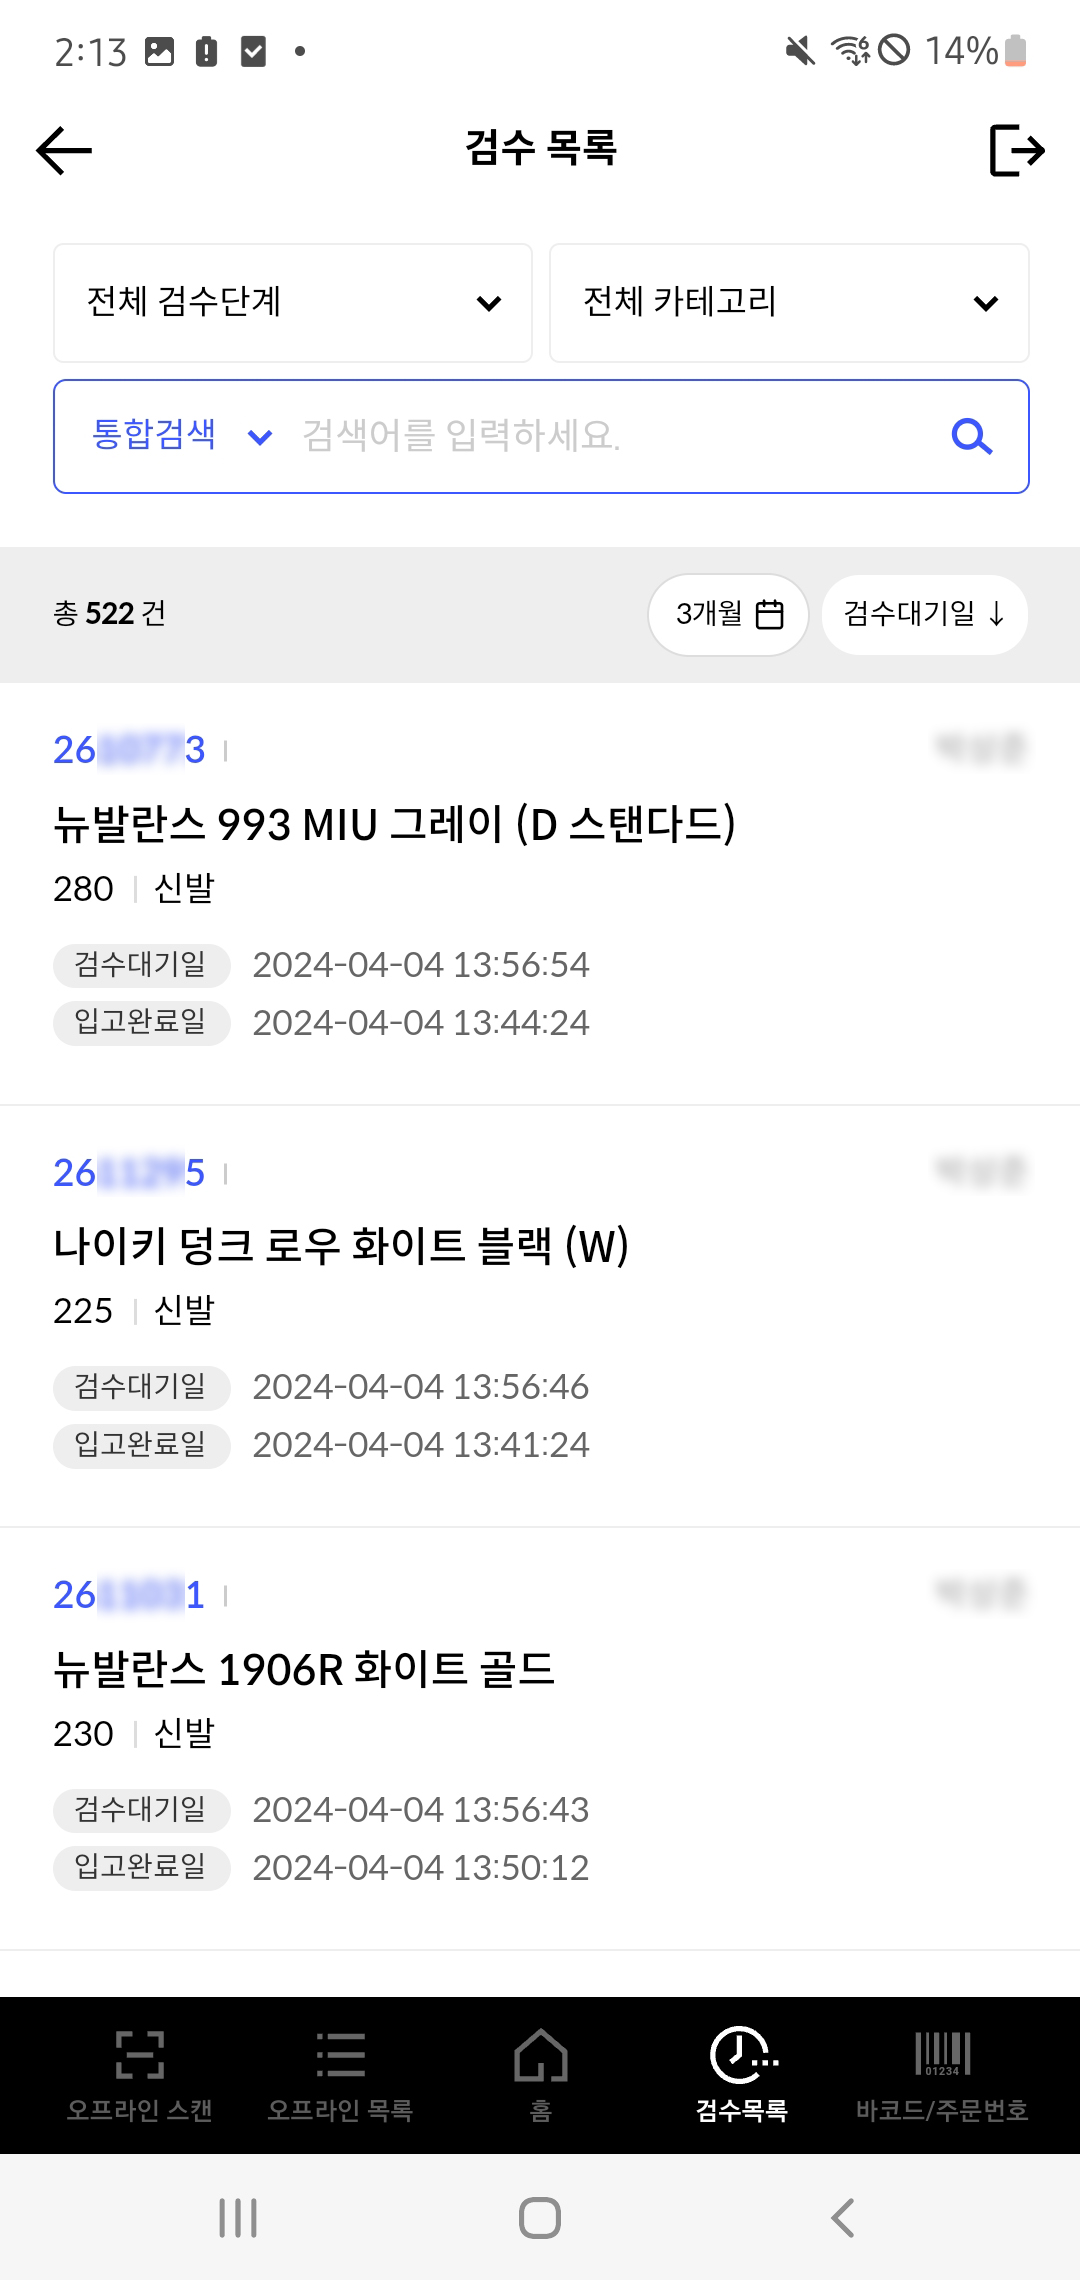 2:13 14%
검수 목록
전체 검수단계 전체 카테고리
통합검색 검색어를 입력하세요.
총 522 건 3개월 검수대기일 ↓
26 3 |
뉴발란스 993 MIU 그레이 (D 스탠다드)
280 | 신발
검수대기일 2024-04-04 13:56:54
입고완료일 2024-04-04 13:44:24
26 5 |
나이키 덩크 로우 화이트 블랙 (W)
225 | 신발
검수대기일 2024-04-04 13:56:46
입고완료일 2024-04-04 13:41:24
26 1 |
뉴발란스 1906R 화이트 골드
230 | 신발
검수대기일 2024-04-04 13:56:43
입고완료일 2024-04-04 13:50:12
01234
오프라인 스캔 오프라인 목록 홈 검수목록 바코드/주문번호